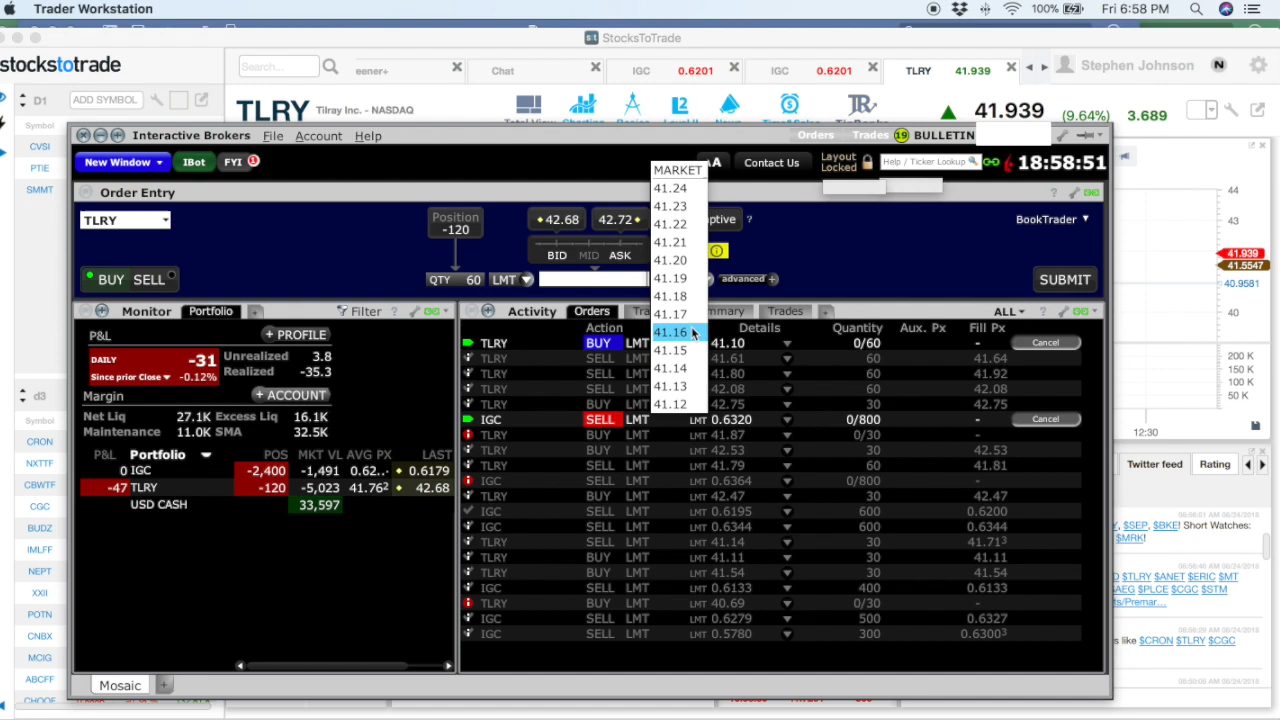 Trader Workstation 100% Fri 6:58 PM
StocksToTrade
stockstotrade Search... eener+ Chat IGC 0.6201 IGC 0.6201 TLRY 41.939 Stephen Johnson N
D1 ADD SYMBOL TLRY Tilray Inc. - NASDAQ L2 41.939 (9.64%) 3.689
Symbol
CVSI
PTIE
SMMT
d3
Symbol
CRON
NXTTF
CBWTF
CGC
BUDZ
IMLFF
NEPT
XXII
POTN
CNBX
MCIG
ABCFF
CHOOF
Interactive Brokers File Account Help Orders Trades 19 BULLETIN
New Window IBot FYI 1 AA Contact Us Layout Locked Help / Ticker Lookup 18:58:51
Order Entry ?
TLRY Position -120 42.68 42.72 ptive ? BookTrader
BID MID ASK
BUY SELL QTY 60 LMT advanced + SUBMIT
MARKET
41.24
41.23
41.22
41.21
41.20
41.19
41.18
41.17
41.16
41.15
41.14
41.13
41.12
Monitor Portfolio + Filter ?
P&L + PROFILE
DAILY -31 Unrealized 3.8
Since prior Close -0.12% Realized -35.3
Margin + ACCOUNT
Net Liq 27.1K Excess Liq 16.1K
Maintenance 11.0K SMA 32.5K
P&L Portfolio POS MKT VL AVG PX LAST
0 IGC -2,400 -1,491 0.62.. 0.6179
-47 TLRY -120 -5,023 41.76² 42.68
USD CASH 33,597
Activity Orders Tra mmary Trades + ALL ?
Action Details Quantity Aux. Px Fill Px
TLRY BUY LMT 41.10 0/60 - Cancel
TLRY SELL LMT 41.61 60 41.64
TLRY SELL LMT 41.80 60 41.92
TLRY SELL LMT 42.08 60 42.08
TLRY BUY LMT 42.75 30 42.75
IGC SELL LMT LMT 0.6320 0/800 - Cancel
TLRY BUY LMT LMT 41.87 0/30 -
TLRY BUY LMT LMT 42.53 30 42.53
TLRY SELL LMT LMT 41.79 60 41.81
IGC SELL LMT LMT 0.6364 0/800 -
TLRY BUY LMT LMT 42.47 30 42.47
IGC SELL LMT LMT 0.6195 600 0.6200
IGC SELL LMT LMT 0.6344 600 0.6344
TLRY SELL LMT LMT 41.14 30 41.71³
TLRY BUY LMT LMT 41.11 30 41.11
TLRY BUY LMT LMT 41.54 30 41.54
IGC SELL LMT LMT 0.6133 400 0.6133
TLRY BUY LMT LMT 40.69 0/30 -
IGC SELL LMT LMT 0.6279 500 0.6327
IGC SELL LMT LMT 0.5780 300 0.6300³
Mosaic +
44
43
41.939
41.5547
40.9581
40
200 K
150 K
100 K
50 K
12:30
Twitter feed Rating
$SEP, $BKE! Short Watches:
$MRK!
$TLRY $ANET $ERIC $MT
$PLCE $CGC $STM
ts/Premar...
s like $CRON $TLRY $CGC